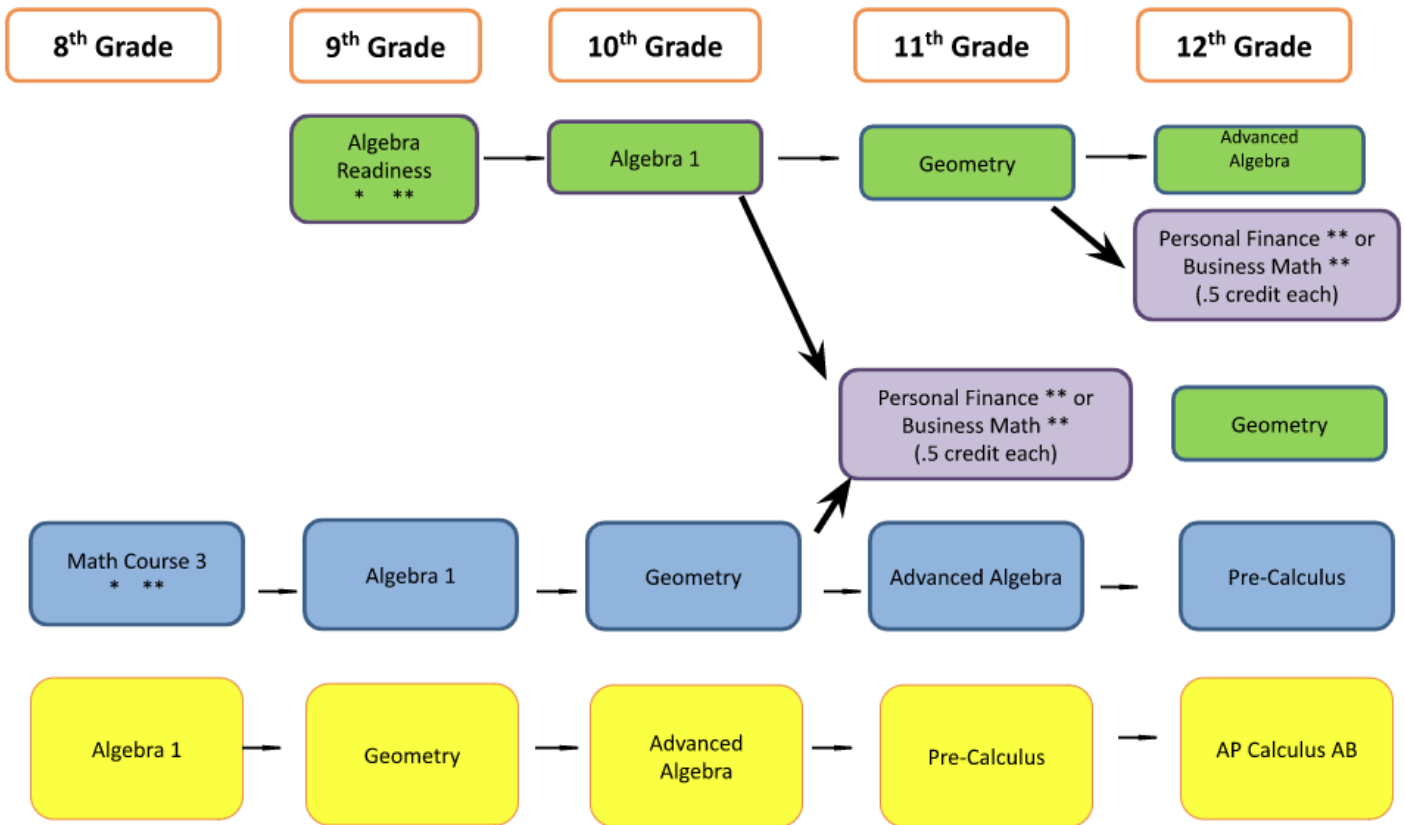 8th Grade
9th Grade
10th Grade
11th Grade
12th Grade
Algebra
Readiness
* **
Algebra 1
Geometry
Advanced
Algebra
Personal Finance ** or
Business Math **
(.5 credit each)
Personal Finance ** or
Business Math **
(.5 credit each)
Geometry
Math Course 3
* **
Algebra 1
Geometry
Advanced Algebra
Pre-Calculus
Algebra 1
Geometry
Advanced
Algebra
Pre-Calculus
AP Calculus AB